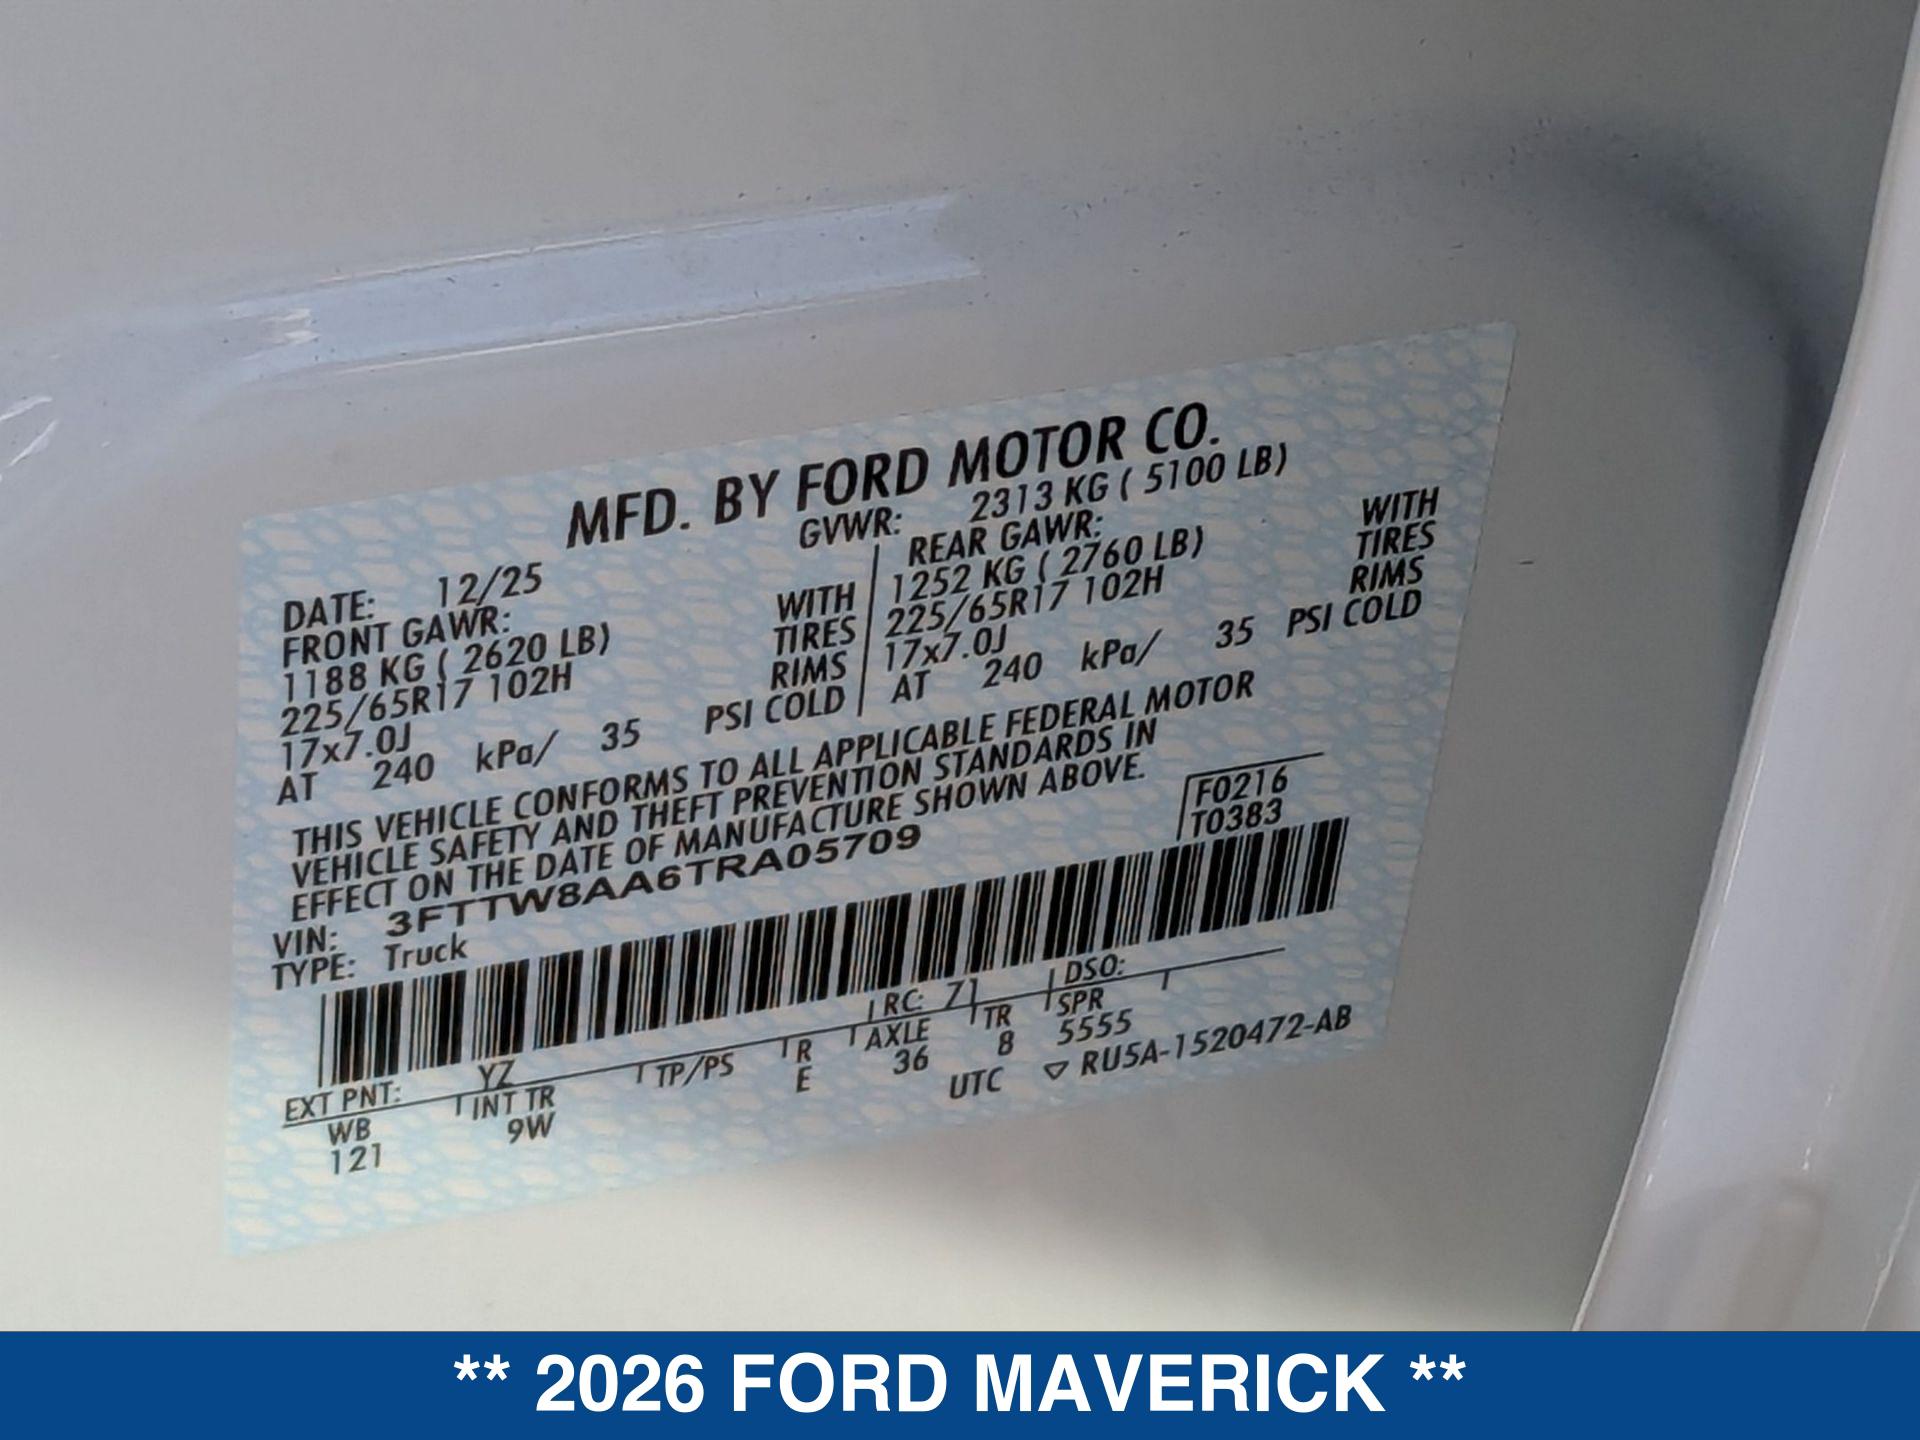 MFD. BY FORD MOTOR CO.
DATE: 12/25
GVWR: 2313 KG ( 5100 LB)
FRONT GAWR:
1188 KG ( 2620 LB) WITH
225/65R17 102H TIRES
17x7.0J RIMS
AT 240 kPa/ 35 PSI COLD
REAR GAWR:
1252 KG ( 2760 LB) WITH
225/65R17 102H TIRES
17x7.0J RIMS
AT 240 kPa/ 35 PSI COLD
THIS VEHICLE CONFORMS TO ALL APPLICABLE FEDERAL MOTOR
VEHICLE SAFETY AND THEFT PREVENTION STANDARDS IN
EFFECT ON THE DATE OF MANUFACTURE SHOWN ABOVE.
VIN: 3FTTW8AA6TRA05709
TYPE: Truck
F0216
T0383
EXT PNT: YZ RC: 71 DSO:
WB INT TR TP/PS R AXLE TR SPR
121 9W E 36 8 5555
UTC ▽ RU5A-1520472-AB
** 2026 FORD MAVERICK **